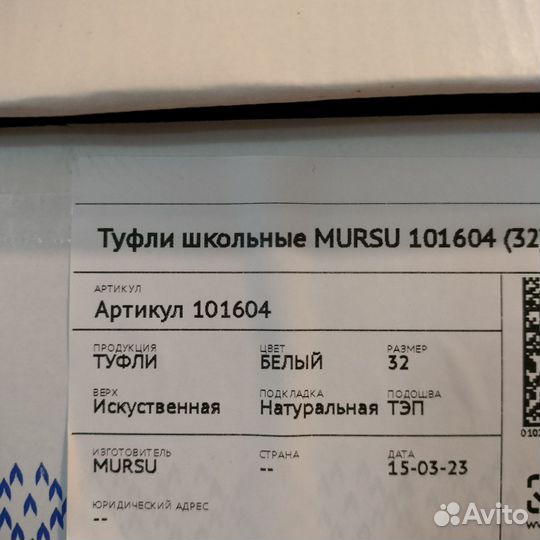 Туфли школьные MURSU 101604 (32)
АРТИКУЛ
Артикул 101604
ПРОДУКЦИЯ ЦВЕТ РАЗМЕР
ТУФЛИ БЕЛЫЙ 32
ВЕРХ ПОДКЛАДКА ПОДОШВА
Искуственная Натуральная ТЭП
ИЗГОТОВИТЕЛЬ СТРАНА ДАТА
MURSU -- 15-03-23
ЮРИДИЧЕСКИЙ АДРЕС
--
Avito